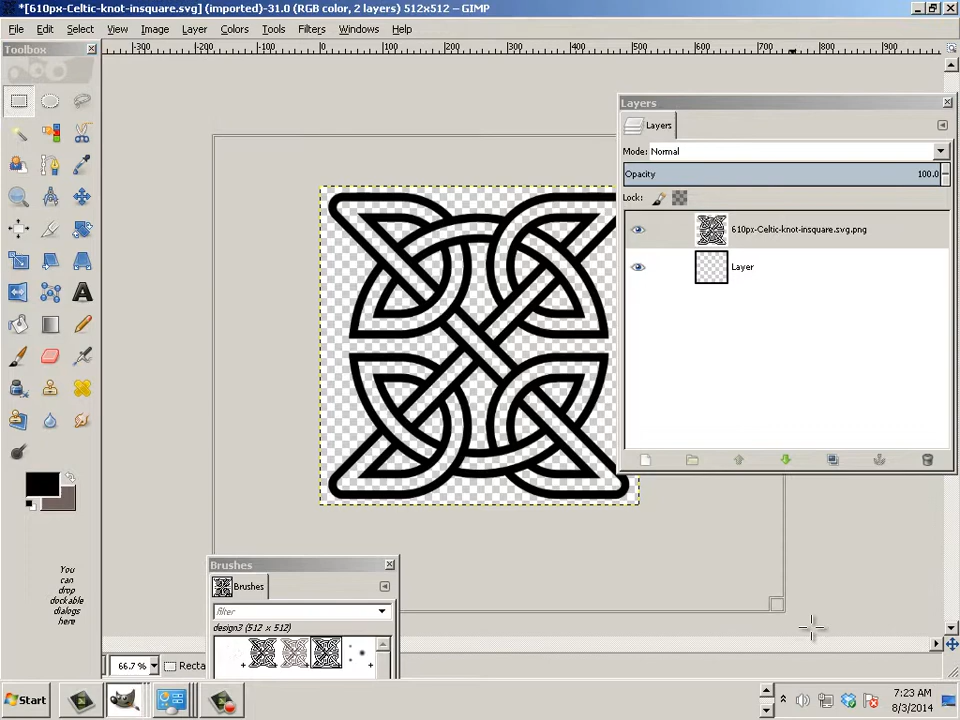 *[610px-Celtic-knot-insquare.svg] (imported)-31.0 (RGB color, 2 layers) 512x512 – GIMP
File Edit Select View Image Layer Colors Tools Filters Windows Help
Toolbox
-300 -200 -100 0 100 200 300 400 500 600 700 800 900
Layers
Layers
Mode: Normal
Opacity 100.0
Lock:
610px-Celtic-knot-insquare.svg.png
Layer
You
can
drop
dockable
dialogs
here
Brushes
Brushes
filter
design3 (512 x 512)
66.7 % Recta
Start
7:23 AM
8/3/2014